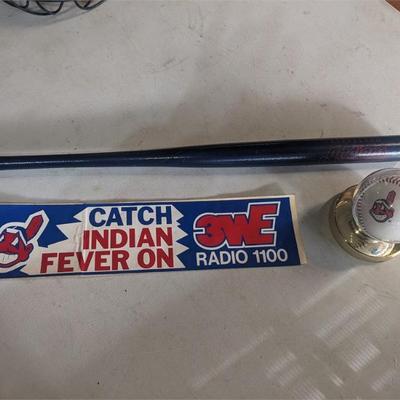 CATCH
INDIAN
FEVER ON
3WE
RADIO 1100